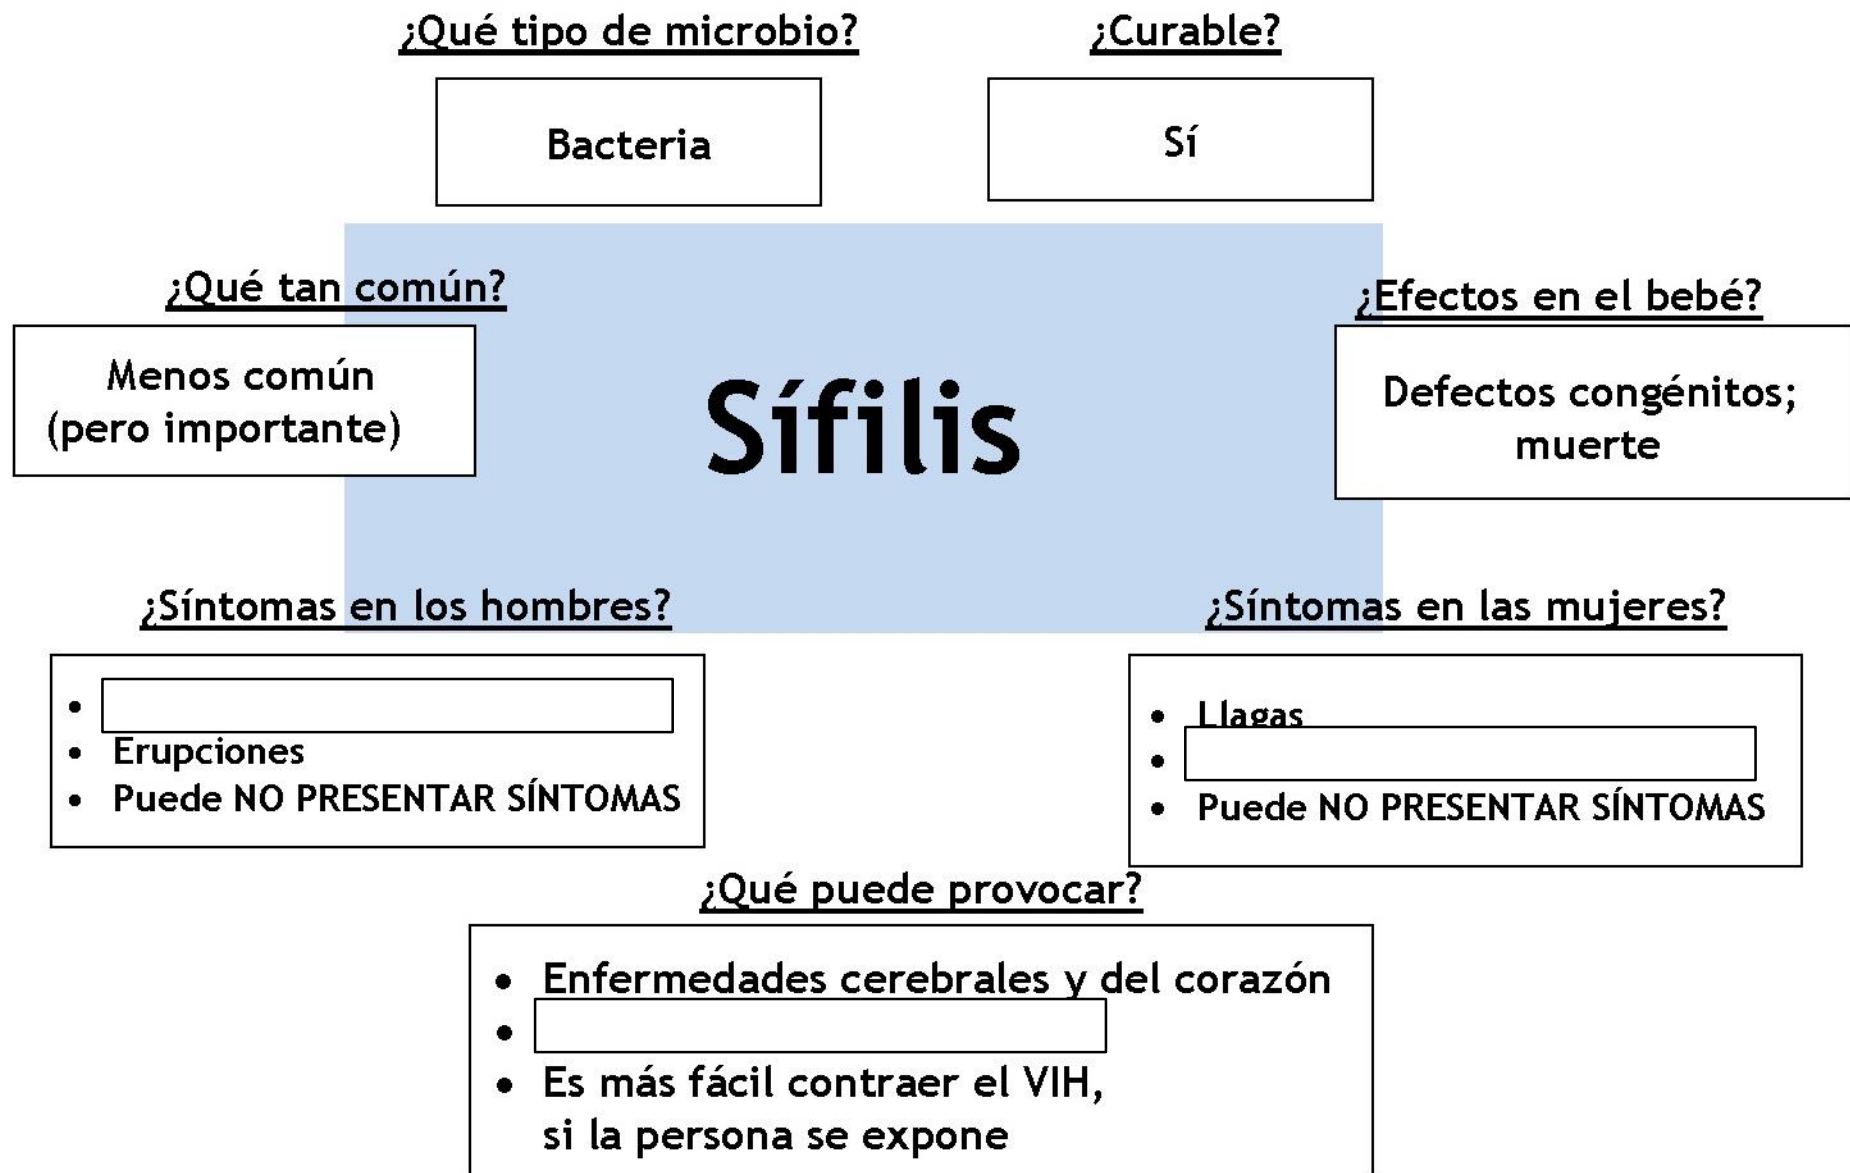 ¿Qué tipo de microbio?
¿Curable?
Bacteria
Sí
¿Qué tan común?
¿Efectos en el bebé?
Menos común
(pero importante)
Sífilis
Defectos congénitos;
muerte
¿Síntomas en los hombres?
¿Síntomas en las mujeres?
•
• Erupciones
• Puede NO PRESENTAR SÍNTOMAS
• Llagas
•
• Puede NO PRESENTAR SÍNTOMAS
¿Qué puede provocar?
• Enfermedades cerebrales y del corazón
•
• Es más fácil contraer el VIH,
si la persona se expone